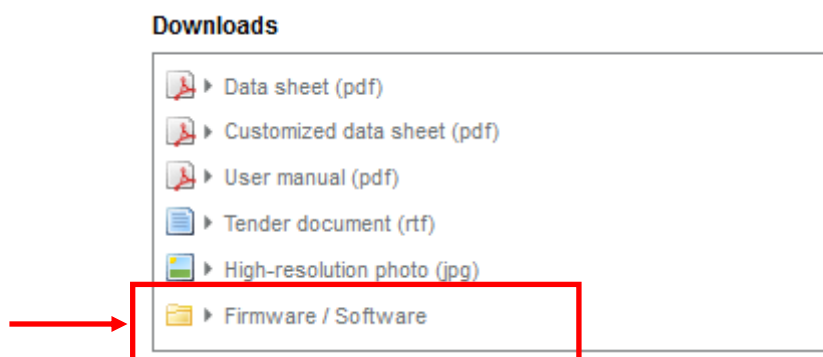 Downloads
Data sheet (pdf)
Customized data sheet (pdf)
User manual (pdf)
Tender document (rtf)
High-resolution photo (jpg)
Firmware / Software